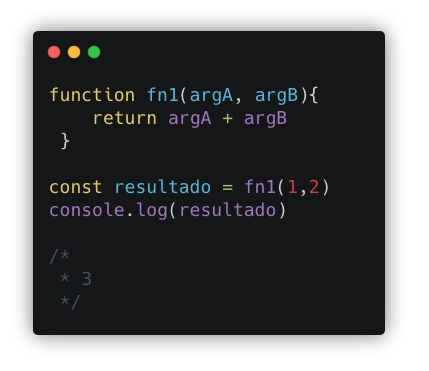 function fn1(argA, argB){
    return argA + argB
 }
const resultado = fn1(1,2)
console.log(resultado)
/*
 * 3
 */